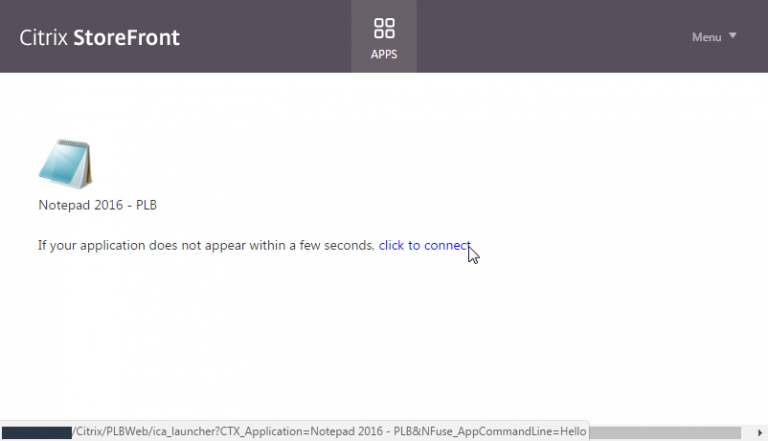 Citrix StoreFront
APPS
Menu
Notepad 2016 - PLB
If your application does not appear within a few seconds, click to connect
/Citrix/PLBWeb/ica_launcher?CTX_Application=Notepad 2016 - PLB&NFuse_AppCommandLine=Hello